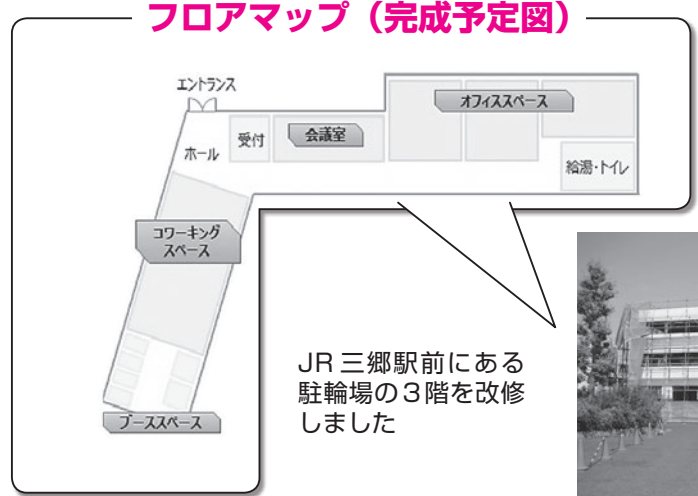 フロアマップ（完成予定図）
エントランス
ホール
受付
会議室
オフィススペース
給湯・トイレ
コワーキング
スペース
ブーススペース
JR 三郷駅前にある
駐輪場の３階を改修
しました